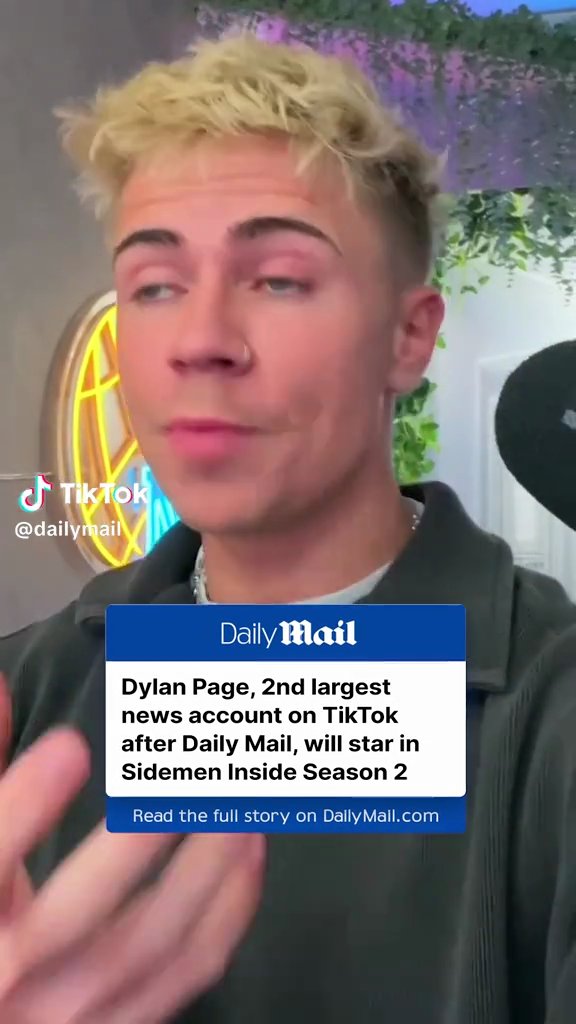 TikTok
@dailymail
Daily Mail
Dylan Page, 2nd largest
news account on TikTok
after Daily Mail, will star in
Sidemen Inside Season 2
Read the full story on DailyMail.com